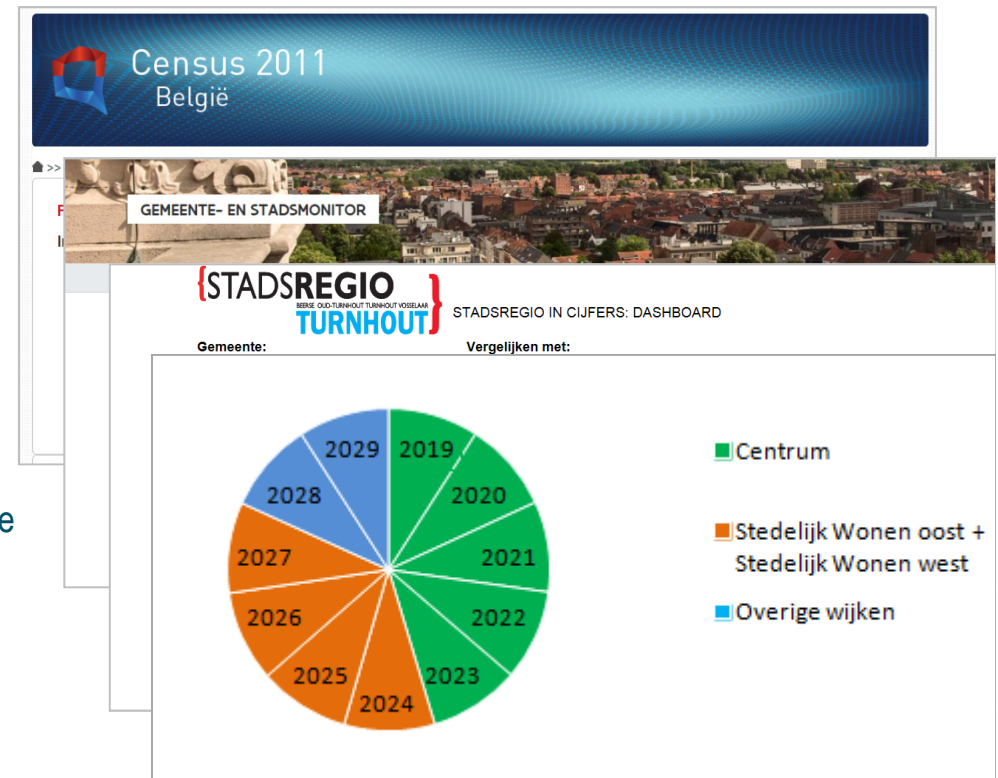 Census 2011
België
>>
GEMEENTE- EN STADSMONITOR
{STADSREGIO
BEERSE OUD-TURNHOUT TURNHOUT VOSSELAAR
TURNHOUT}
STADSREGIO IN CIJFERS: DASHBOARD
Gemeente:
Vergelijken met:
2019
2020
2021
2022
2023
2024
2025
2026
2027
2028
2029
Centrum
Stedelijk Wonen oost +
Stedelijk Wonen west
Overige wijken